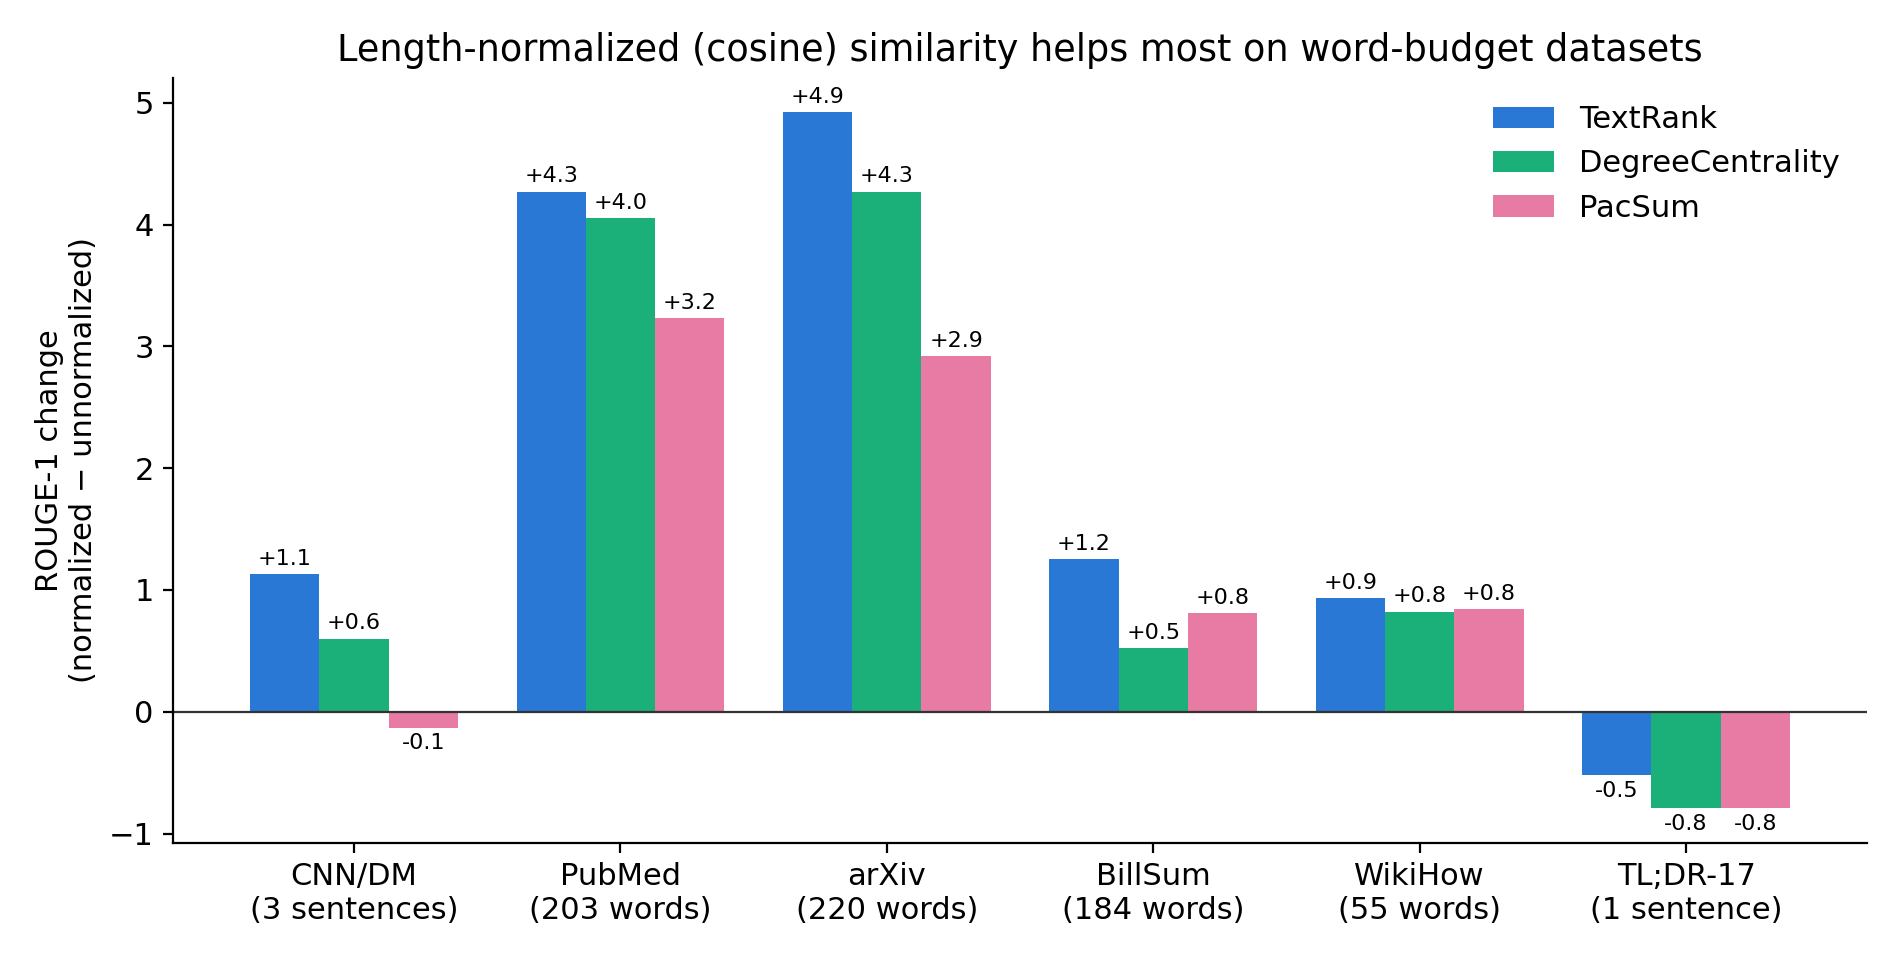 Length-normalized (cosine) similarity helps most on word-budget datasets
ROUGE-1 change
(normalized − unnormalized)
5
4
3
2
1
0
−1
TextRank
DegreeCentrality
PacSum
+1.1
+0.6
-0.1
+4.3
+4.0
+3.2
+4.9
+4.3
+2.9
+1.2
+0.5
+0.8
+0.9
+0.8
+0.8
-0.5
-0.8
-0.8
CNN/DM
(3 sentences)
PubMed
(203 words)
arXiv
(220 words)
BillSum
(184 words)
WikiHow
(55 words)
TL;DR-17
(1 sentence)